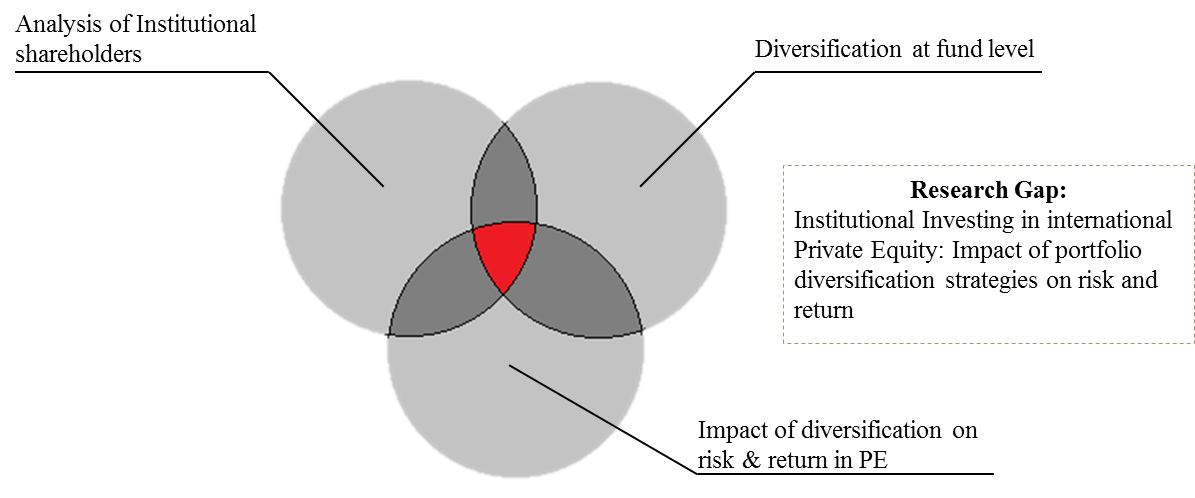 Analysis of Institutional
shareholders
Diversification at fund level
Research Gap:
Institutional Investing in international
Private Equity: Impact of portfolio
diversification strategies on risk and
return
Impact of diversification on
risk & return in PE